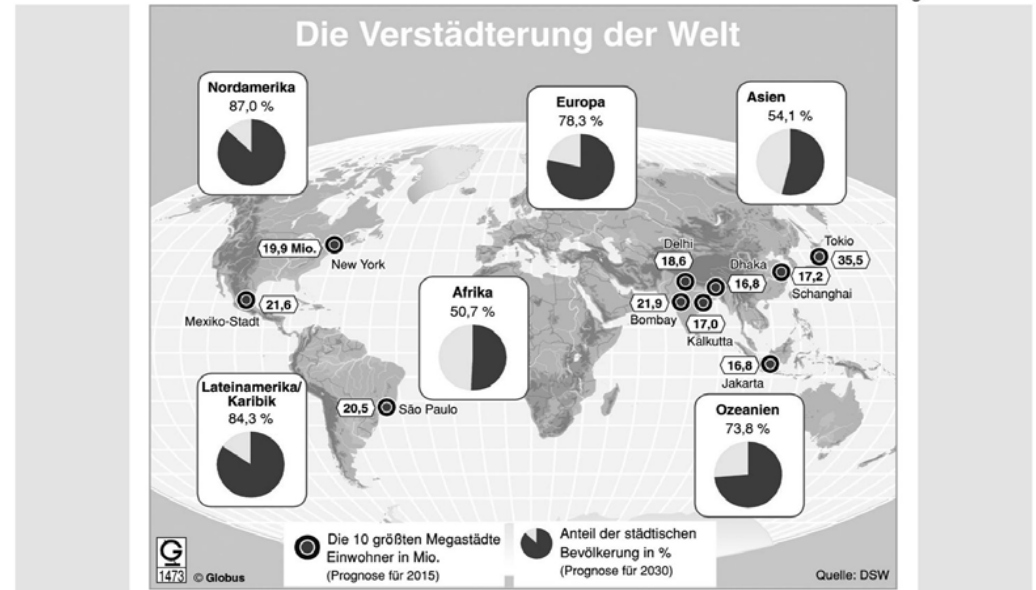 Die Verstädterung der Welt
Nordamerika
87,0 %
Europa
78,3 %
Asien
54,1 %
19,9 Mio.
New York
21,6
Mexiko-Stadt
Afrika
50,7 %
Delhi
18,6
Dhaka
16,8
Tokio
35,5
17,2
Schanghai
21,9
Bombay
17,0
Kalkutta
16,8
Jakarta
Lateinamerika/
Karibik
84,3 %
20,5
São Paulo
Ozeanien
73,8 %
Die 10 größten Megastädte
Einwohner in Mio.
(Prognose für 2015)
Anteil der städtischen
Bevölkerung in %
(Prognose für 2030)
G
1473
© Globus
Quelle: DSW